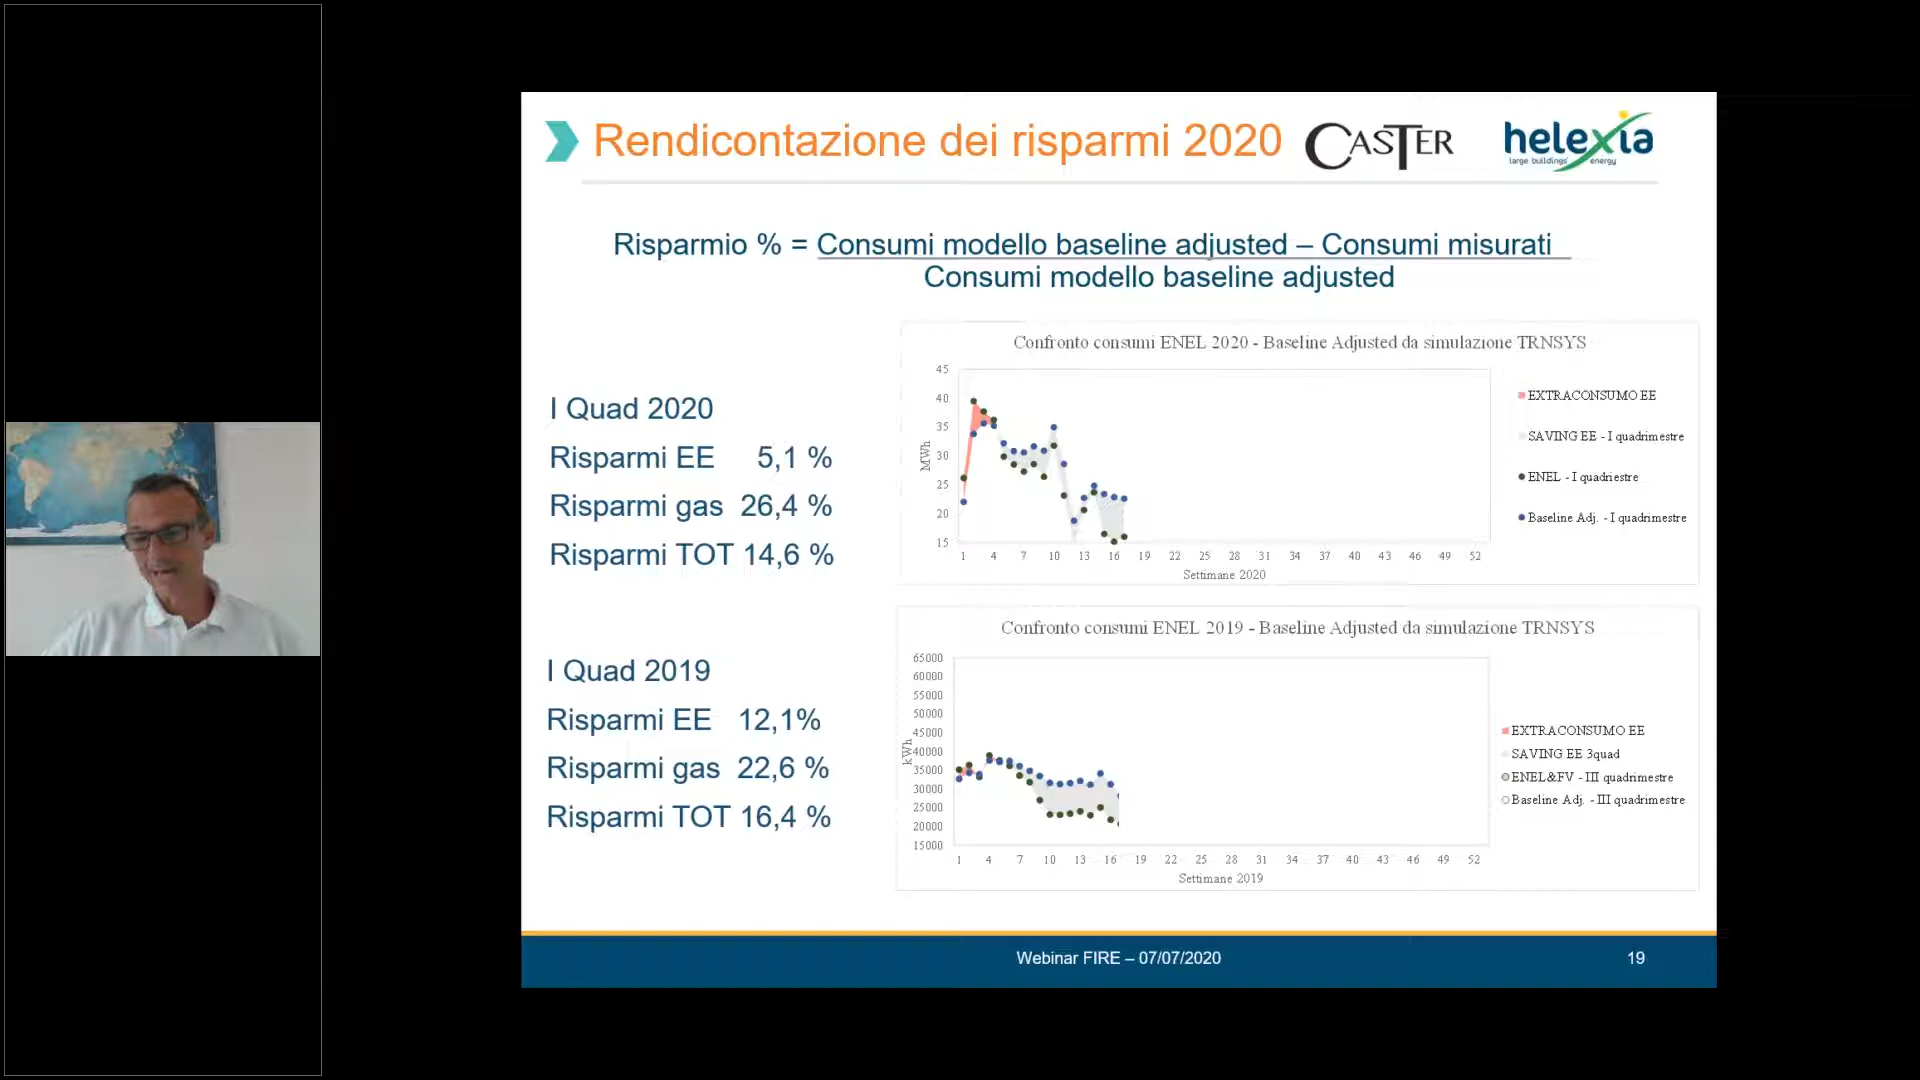 Rendicontazione dei risparmi 2020
CASTER
helexia
large buildings' energy
Risparmio % = Consumi modello baseline adjusted – Consumi misurati
Consumi modello baseline adjusted
I Quad 2020
Risparmi EE 5,1 %
Risparmi gas 26,4 %
Risparmi TOT 14,6 %
Confronto consumi ENEL 2020 - Baseline Adjusted da simulazione TRNSYS
MWh
45
40
35
30
25
20
15
1 4 7 10 13 16 19 22 25 28 31 34 37 40 43 46 49 52
Settimane 2020
EXTRACONSUMO EE
SAVING EE - I quadrimestre
ENEL - I quadriestre
Baseline Adj. - I quadrimestre
I Quad 2019
Risparmi EE 12,1%
Risparmi gas 22,6 %
Risparmi TOT 16,4 %
Confronto consumi ENEL 2019 - Baseline Adjusted da simulazione TRNSYS
kWh
65000
60000
55000
50000
45000
40000
35000
30000
25000
20000
15000
1 4 7 10 13 16 19 22 25 28 31 34 37 40 43 46 49 52
Settimane 2019
EXTRACONSUMO EE
SAVING EE 3quad
ENEL&FV - III quadrimestre
Baseline Adj. - III quadrimestre
Webinar FIRE – 07/07/2020
19